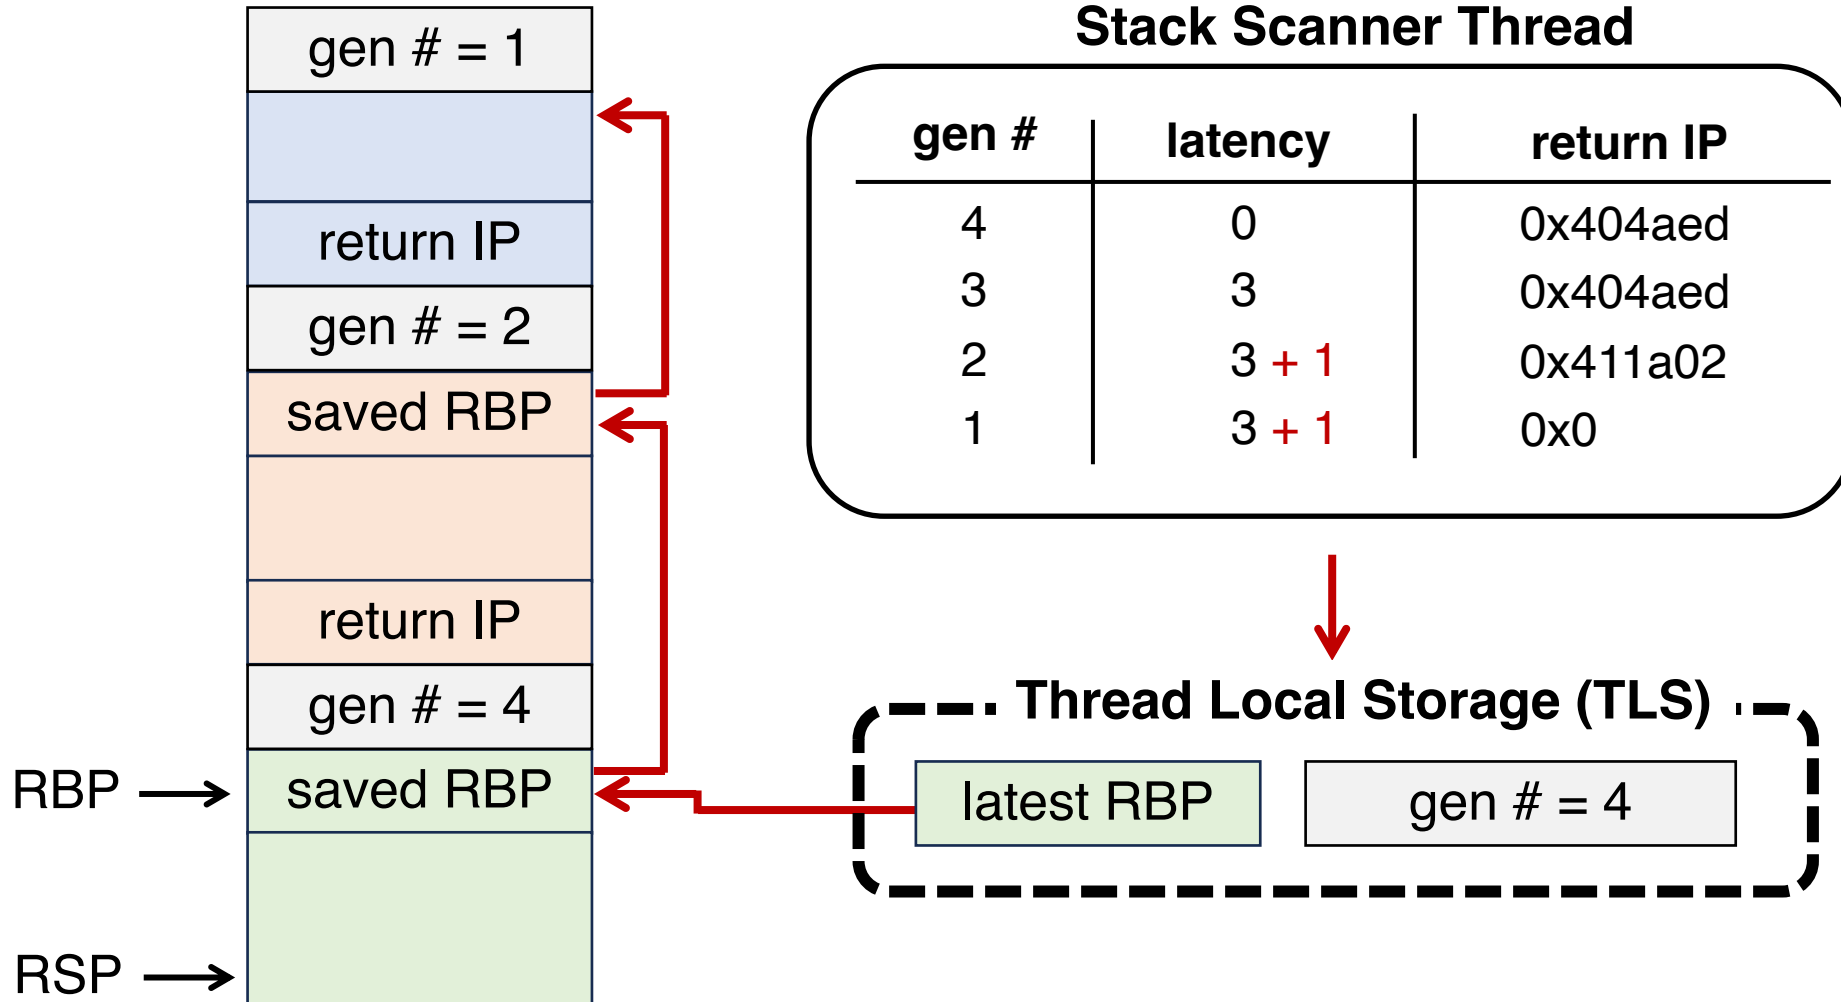 gen # = 1
return IP
gen # = 2
saved RBP
return IP
gen # = 4
saved RBP
RBP
RSP
Stack Scanner Thread
gen # latency return IP
4 0 0x404aed
3 3 0x404aed
2 3 + 1 0x411a02
1 3 + 1 0x0
Thread Local Storage (TLS)
latest RBP gen # = 4